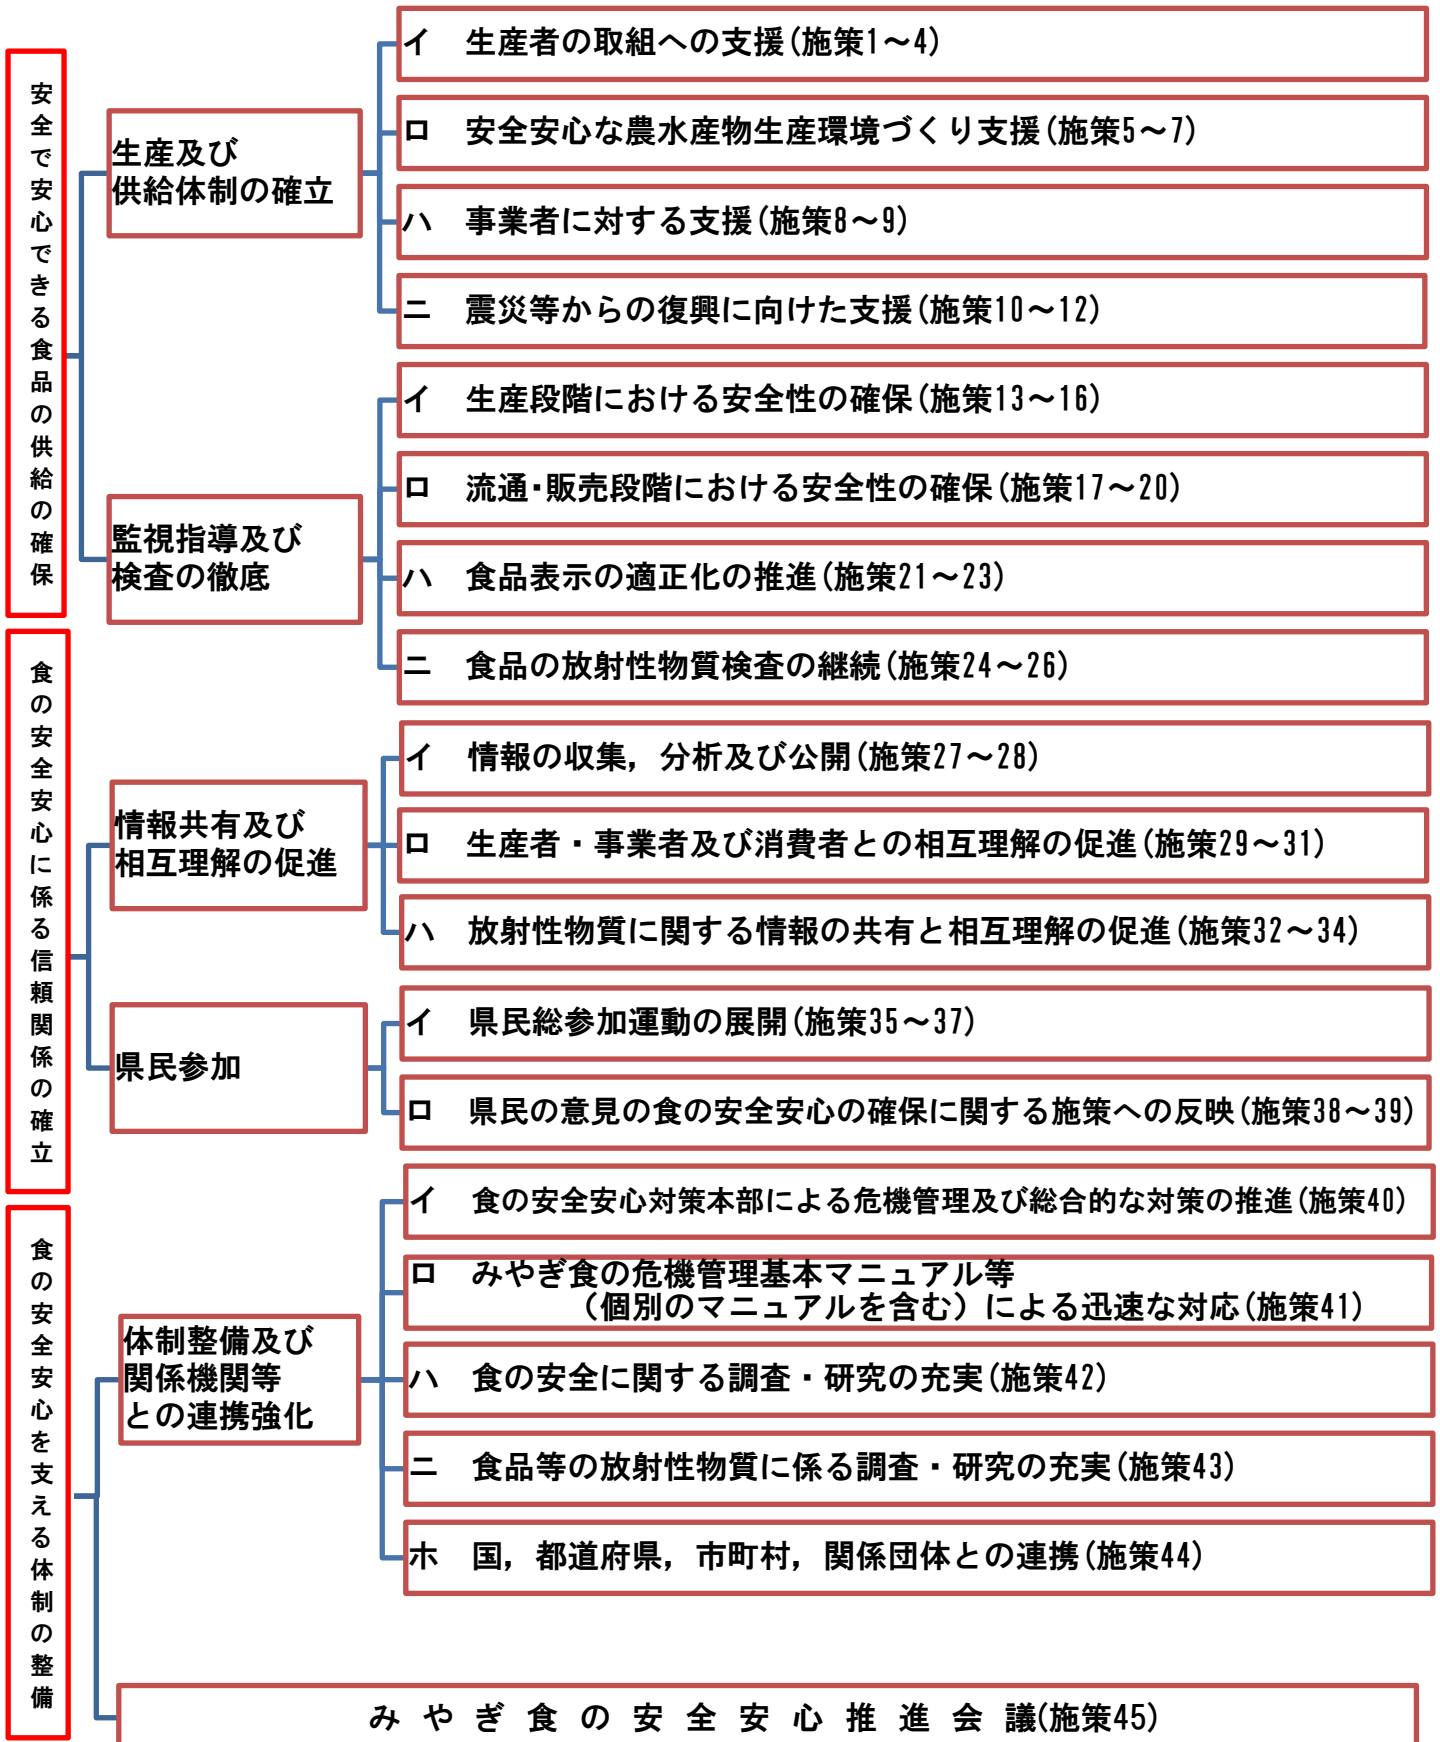 安全で安心できる食品の供給の確保
生産及び
供給体制の確立
イ　生産者の取組への支援(施策1～4)
ロ　安全安心な農水産物生産環境づくり支援(施策5～7)
ハ　事業者に対する支援(施策8～9)
ニ　震災等からの復興に向けた支援(施策10～12)
監視指導及び
検査の徹底
イ　生産段階における安全性の確保(施策13～16)
ロ　流通・販売段階における安全性の確保(施策17～20)
ハ　食品表示の適正化の推進(施策21～23)
ニ　食品の放射性物質検査の継続(施策24～26)
食の安全安心に係る信頼関係の確立
情報共有及び
相互理解の促進
イ　情報の収集，分析及び公開(施策27～28)
ロ　生産者・事業者及び消費者との相互理解の促進(施策29～31)
ハ　放射性物質に関する情報の共有と相互理解の促進(施策32～34)
県民参加
イ　県民総参加運動の展開(施策35～37)
ロ　県民の意見の食の安全安心の確保に関する施策への反映(施策38～39)
食の安全安心を支える体制の整備
体制整備及び
関係機関等
との連携強化
イ　食の安全安心対策本部による危機管理及び総合的な対策の推進(施策40)
ロ　みやぎ食の危機管理基本マニュアル等
（個別のマニュアルを含む）による迅速な対応(施策41)
ハ　食の安全に関する調査・研究の充実(施策42)
ニ　食品等の放射性物質に係る調査・研究の充実(施策43)
ホ　国，都道府県，市町村，関係団体との連携(施策44)
みやぎ食の安全安心推進会議(施策45)